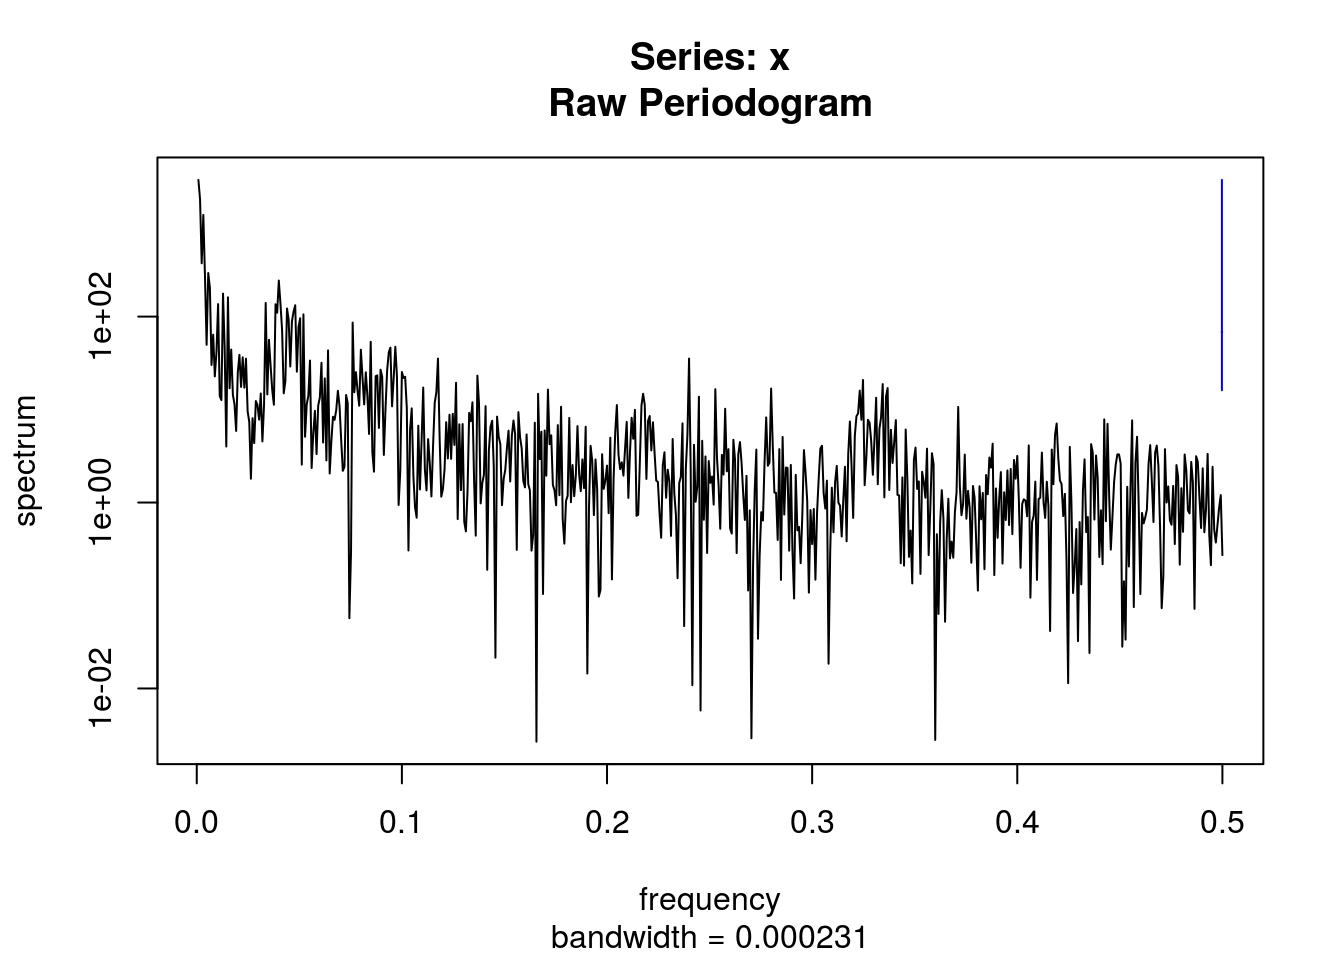 Series: x
Raw Periodogram
spectrum
1e+02
1e+00
1e-02
0.0 0.1 0.2 0.3 0.4 0.5
frequency
bandwidth = 0.000231